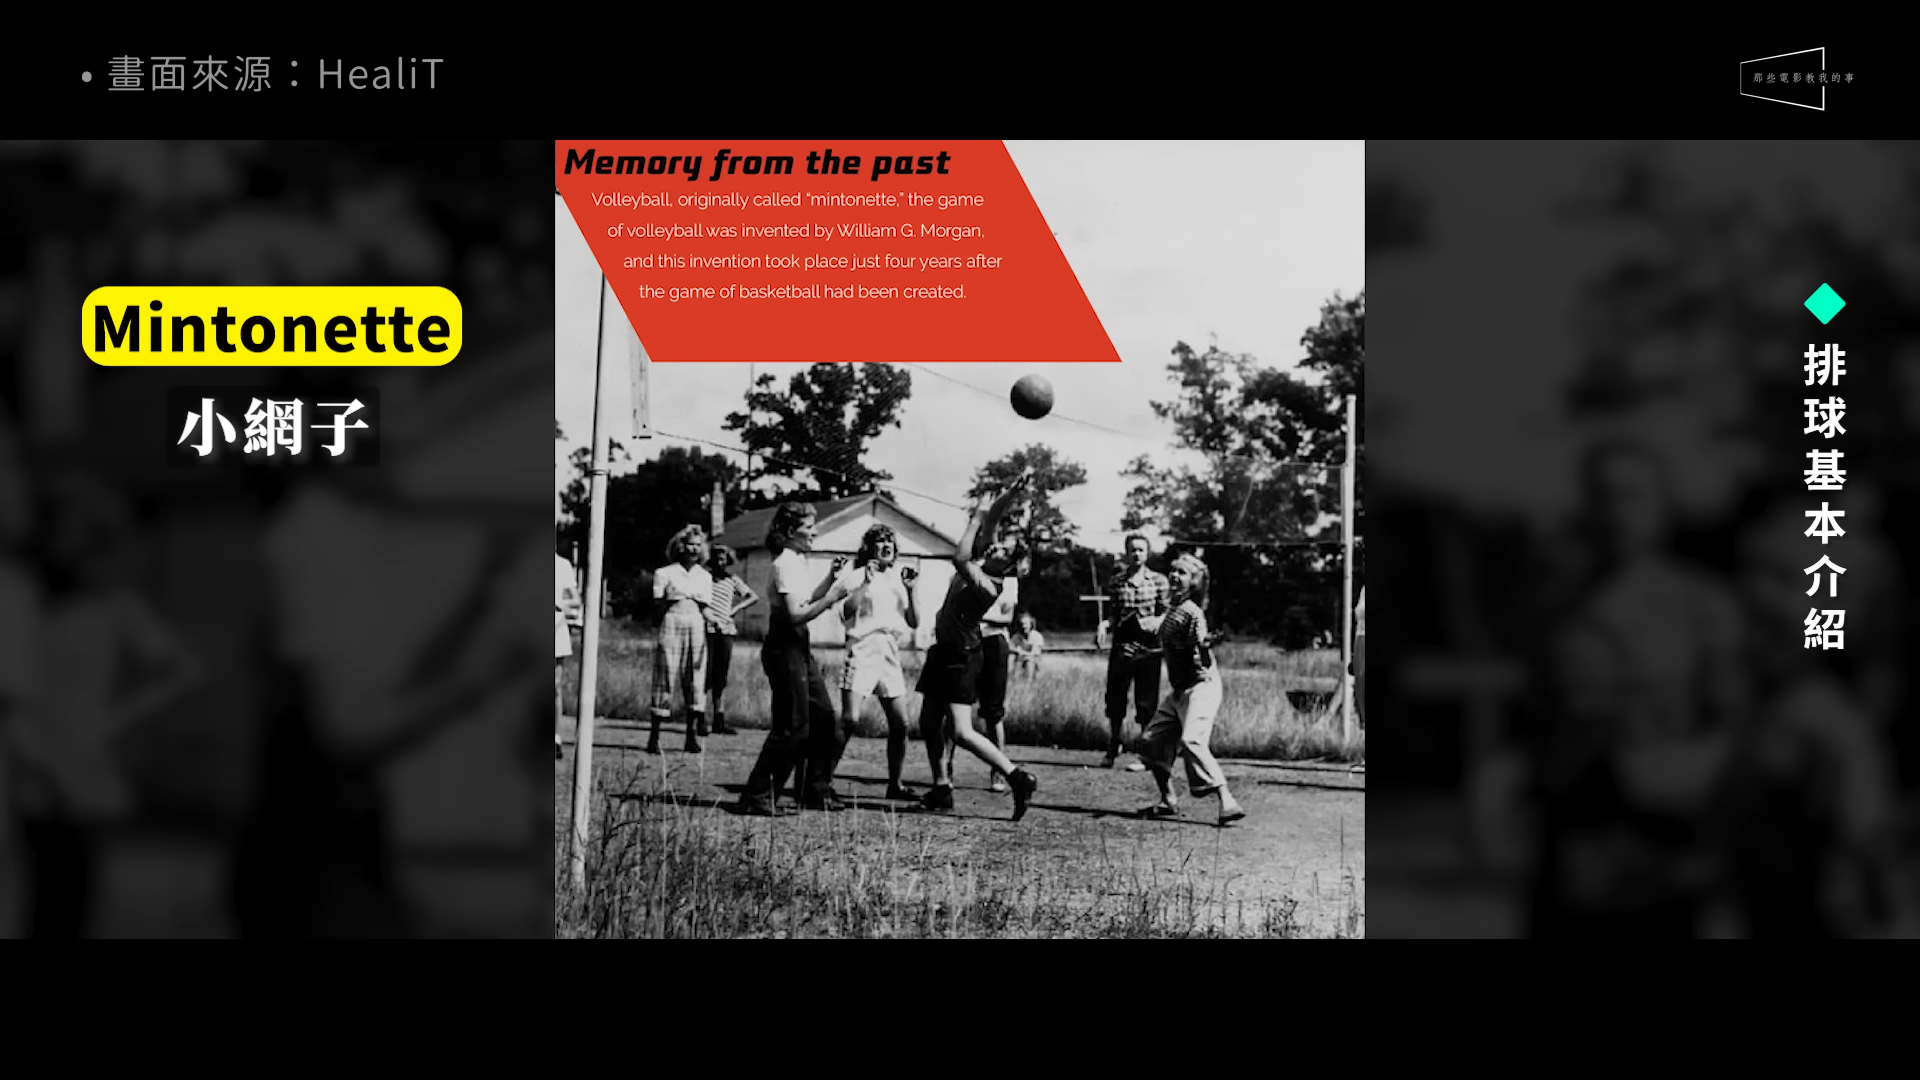 • 畫面來源：HealiT
那些電影教我的事
Memory from the past
Volleyball, originally called “mintonette,” the game
of volleyball was invented by William G. Morgan,
and this invention took place just four years after
the game of basketball had been created.
Mintonette
小網子
排球基本介紹